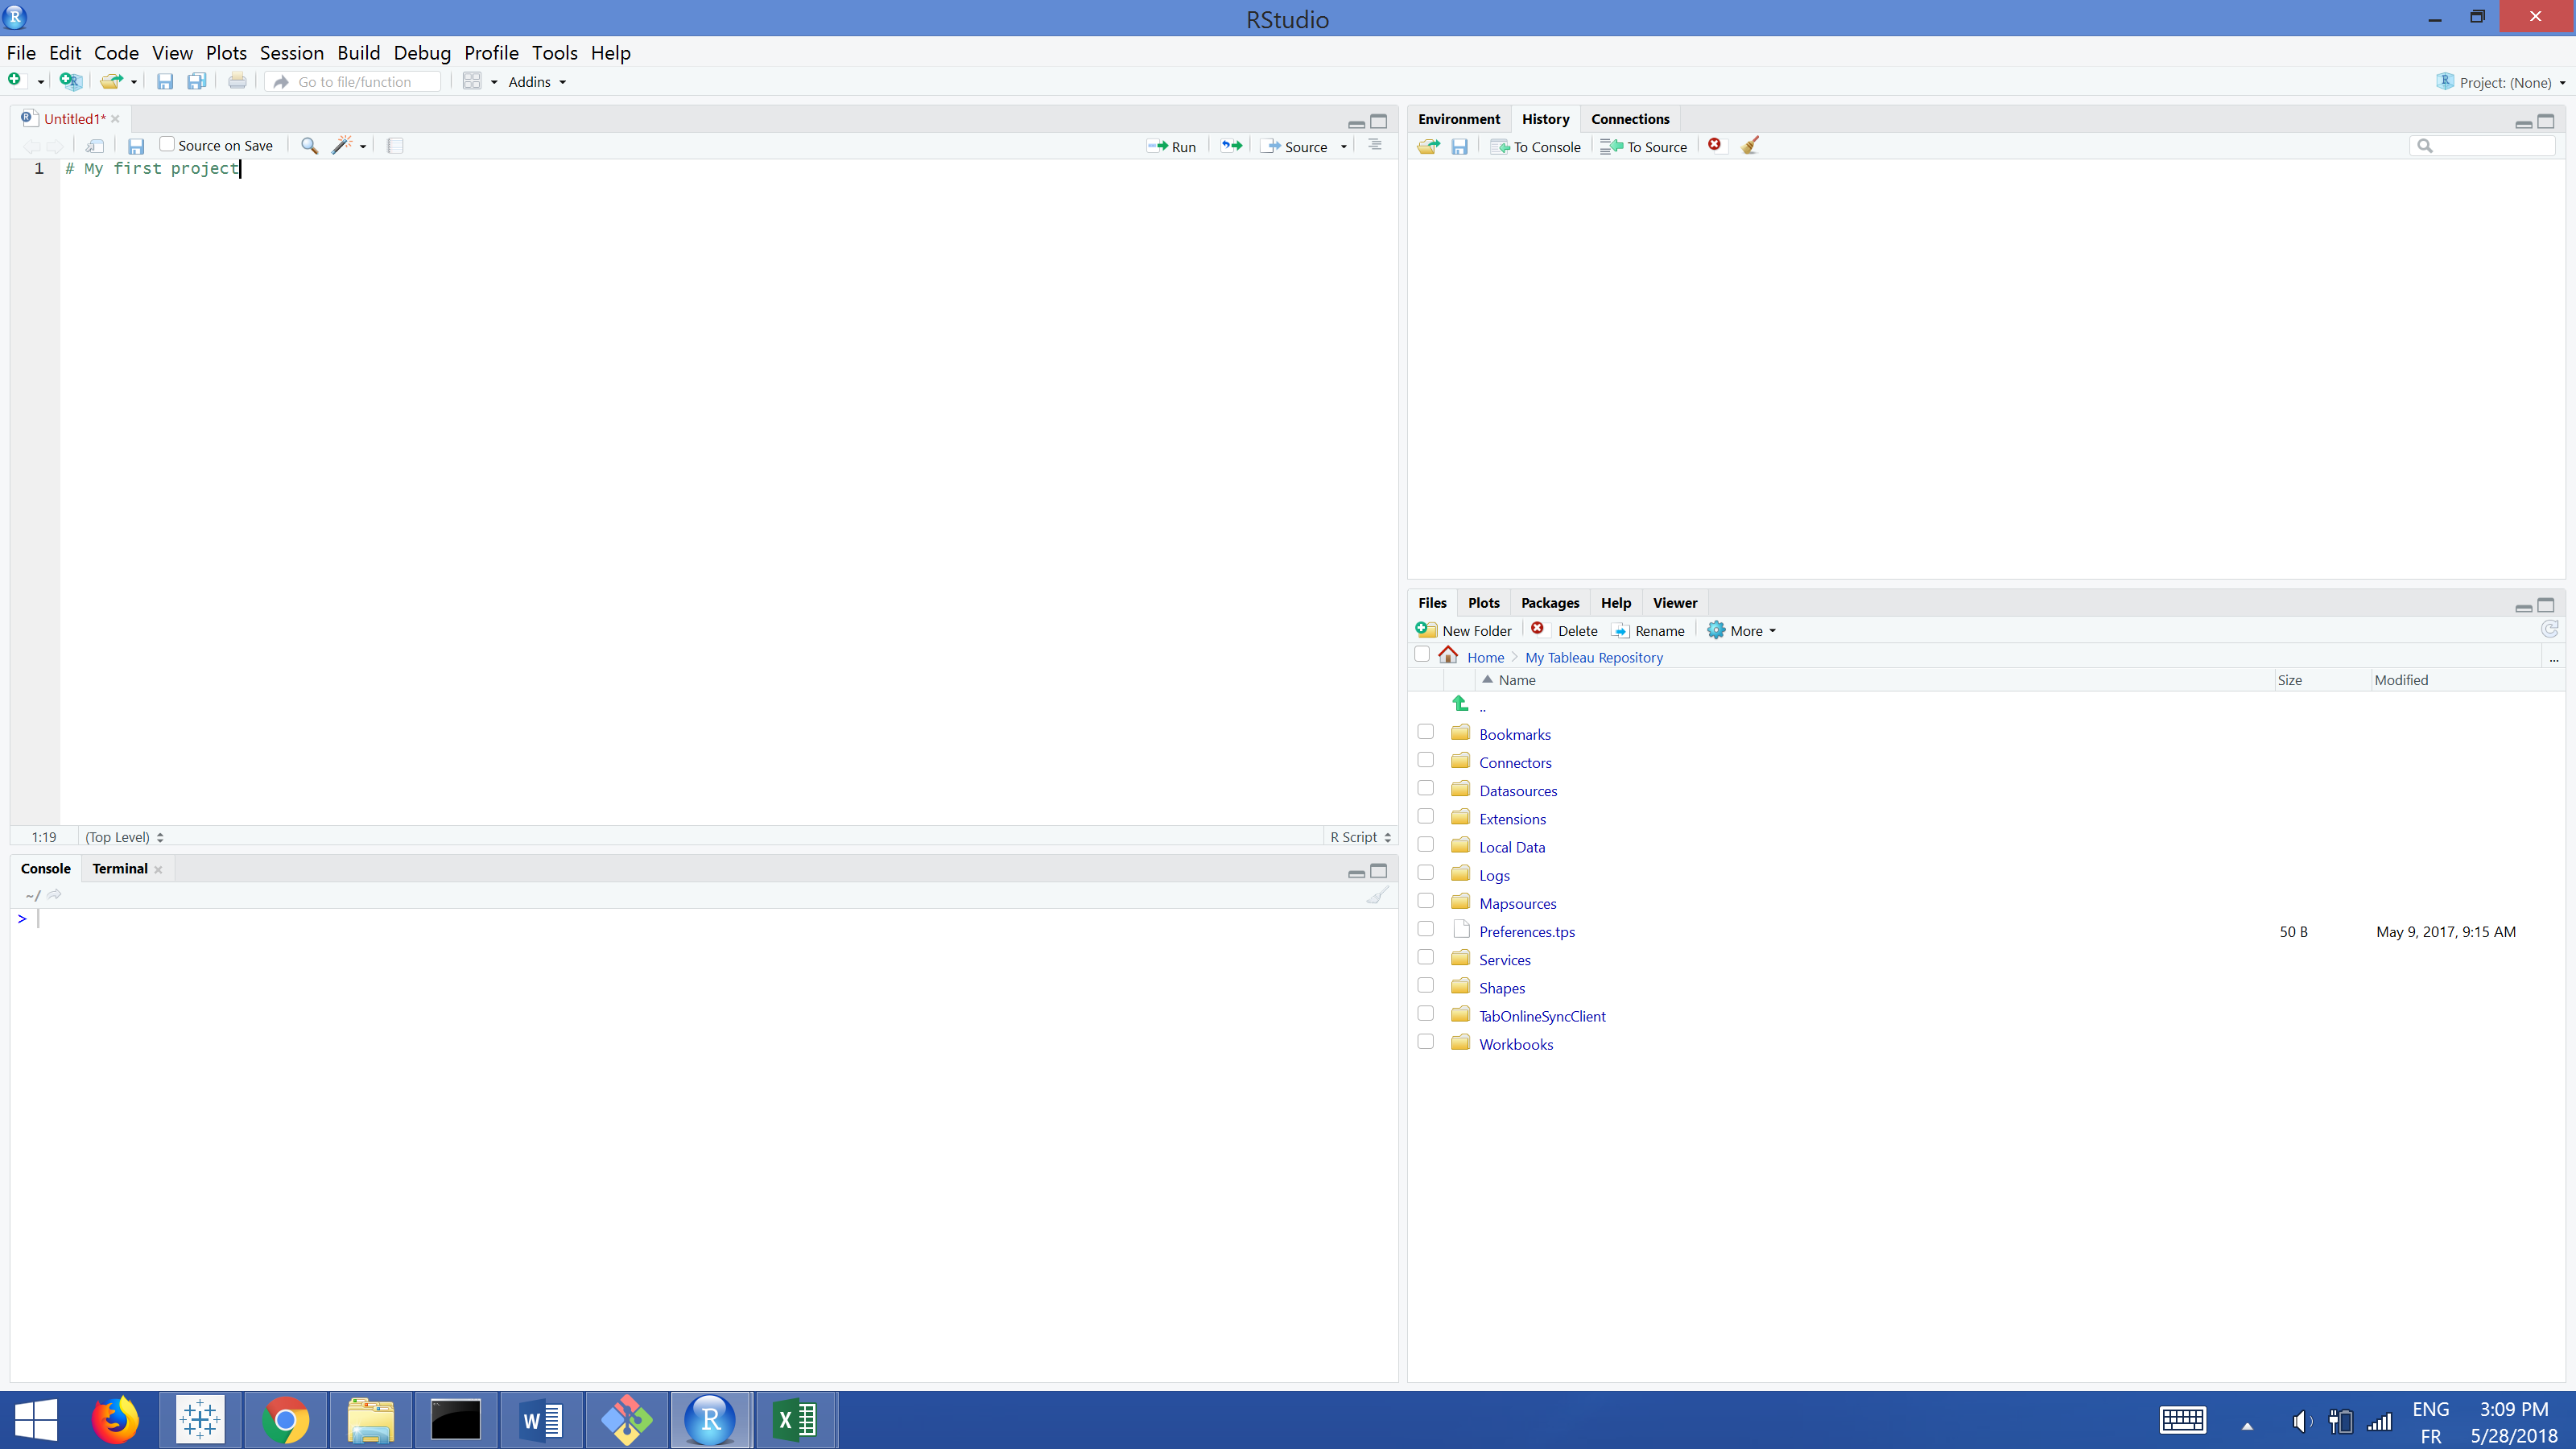 RStudio
File Edit Code View Plots Session Build Debug Profile Tools Help
Go to file/function Addins Project: (None)
Untitled1*
Source on Save Run Source
1 # My first project
1:19 (Top Level) R Script
Console Terminal
~/
>
Environment History Connections
To Console To Source
Files Plots Packages Help Viewer
New Folder Delete Rename More
Home My Tableau Repository ...
Name Size Modified
..
Bookmarks
Connectors
Datasources
Extensions
Local Data
Logs
Mapsources
Preferences.tps 50 B May 9, 2017, 9:15 AM
Services
Shapes
TabOnlineSyncClient
Workbooks
ENG 3:09 PM
FR 5/28/2018